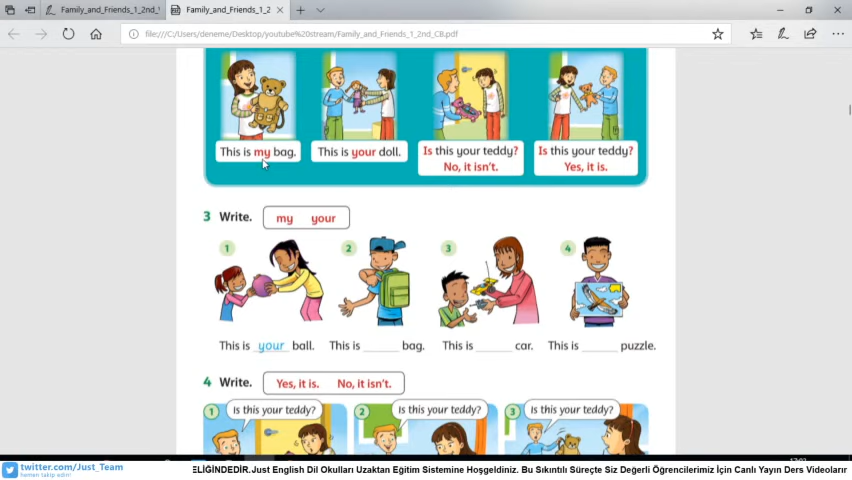 Family_and_Friends_1_2nd_
Family_and_Friends_1_2
file:///C:/Users/deneme/Desktop/youtube%20stream/Family_and_Friends_1_2nd_CB.pdf
This is my bag.
This is your doll.
Is this your teddy?
No, it isn't.
Is this your teddy?
Yes, it is.
3 Write. my your
1 2 3 4
This is your ball. This is ______ bag. This is ______ car. This is ______ puzzle.
4 Write. Yes, it is. No, it isn't.
1 Is this your teddy? 2 Is this your teddy? 3 Is this your teddy?
twitter.com/Just_Team
hemen takip edin!
ELİĞİNDEDİR.Just English Dil Okulları Uzaktan Eğitim Sistemine Hoşgeldiniz. Bu Sıkıntılı Süreçte Siz Değerli Öğrencilerimiz İçin Canlı Yayın Ders Videoların